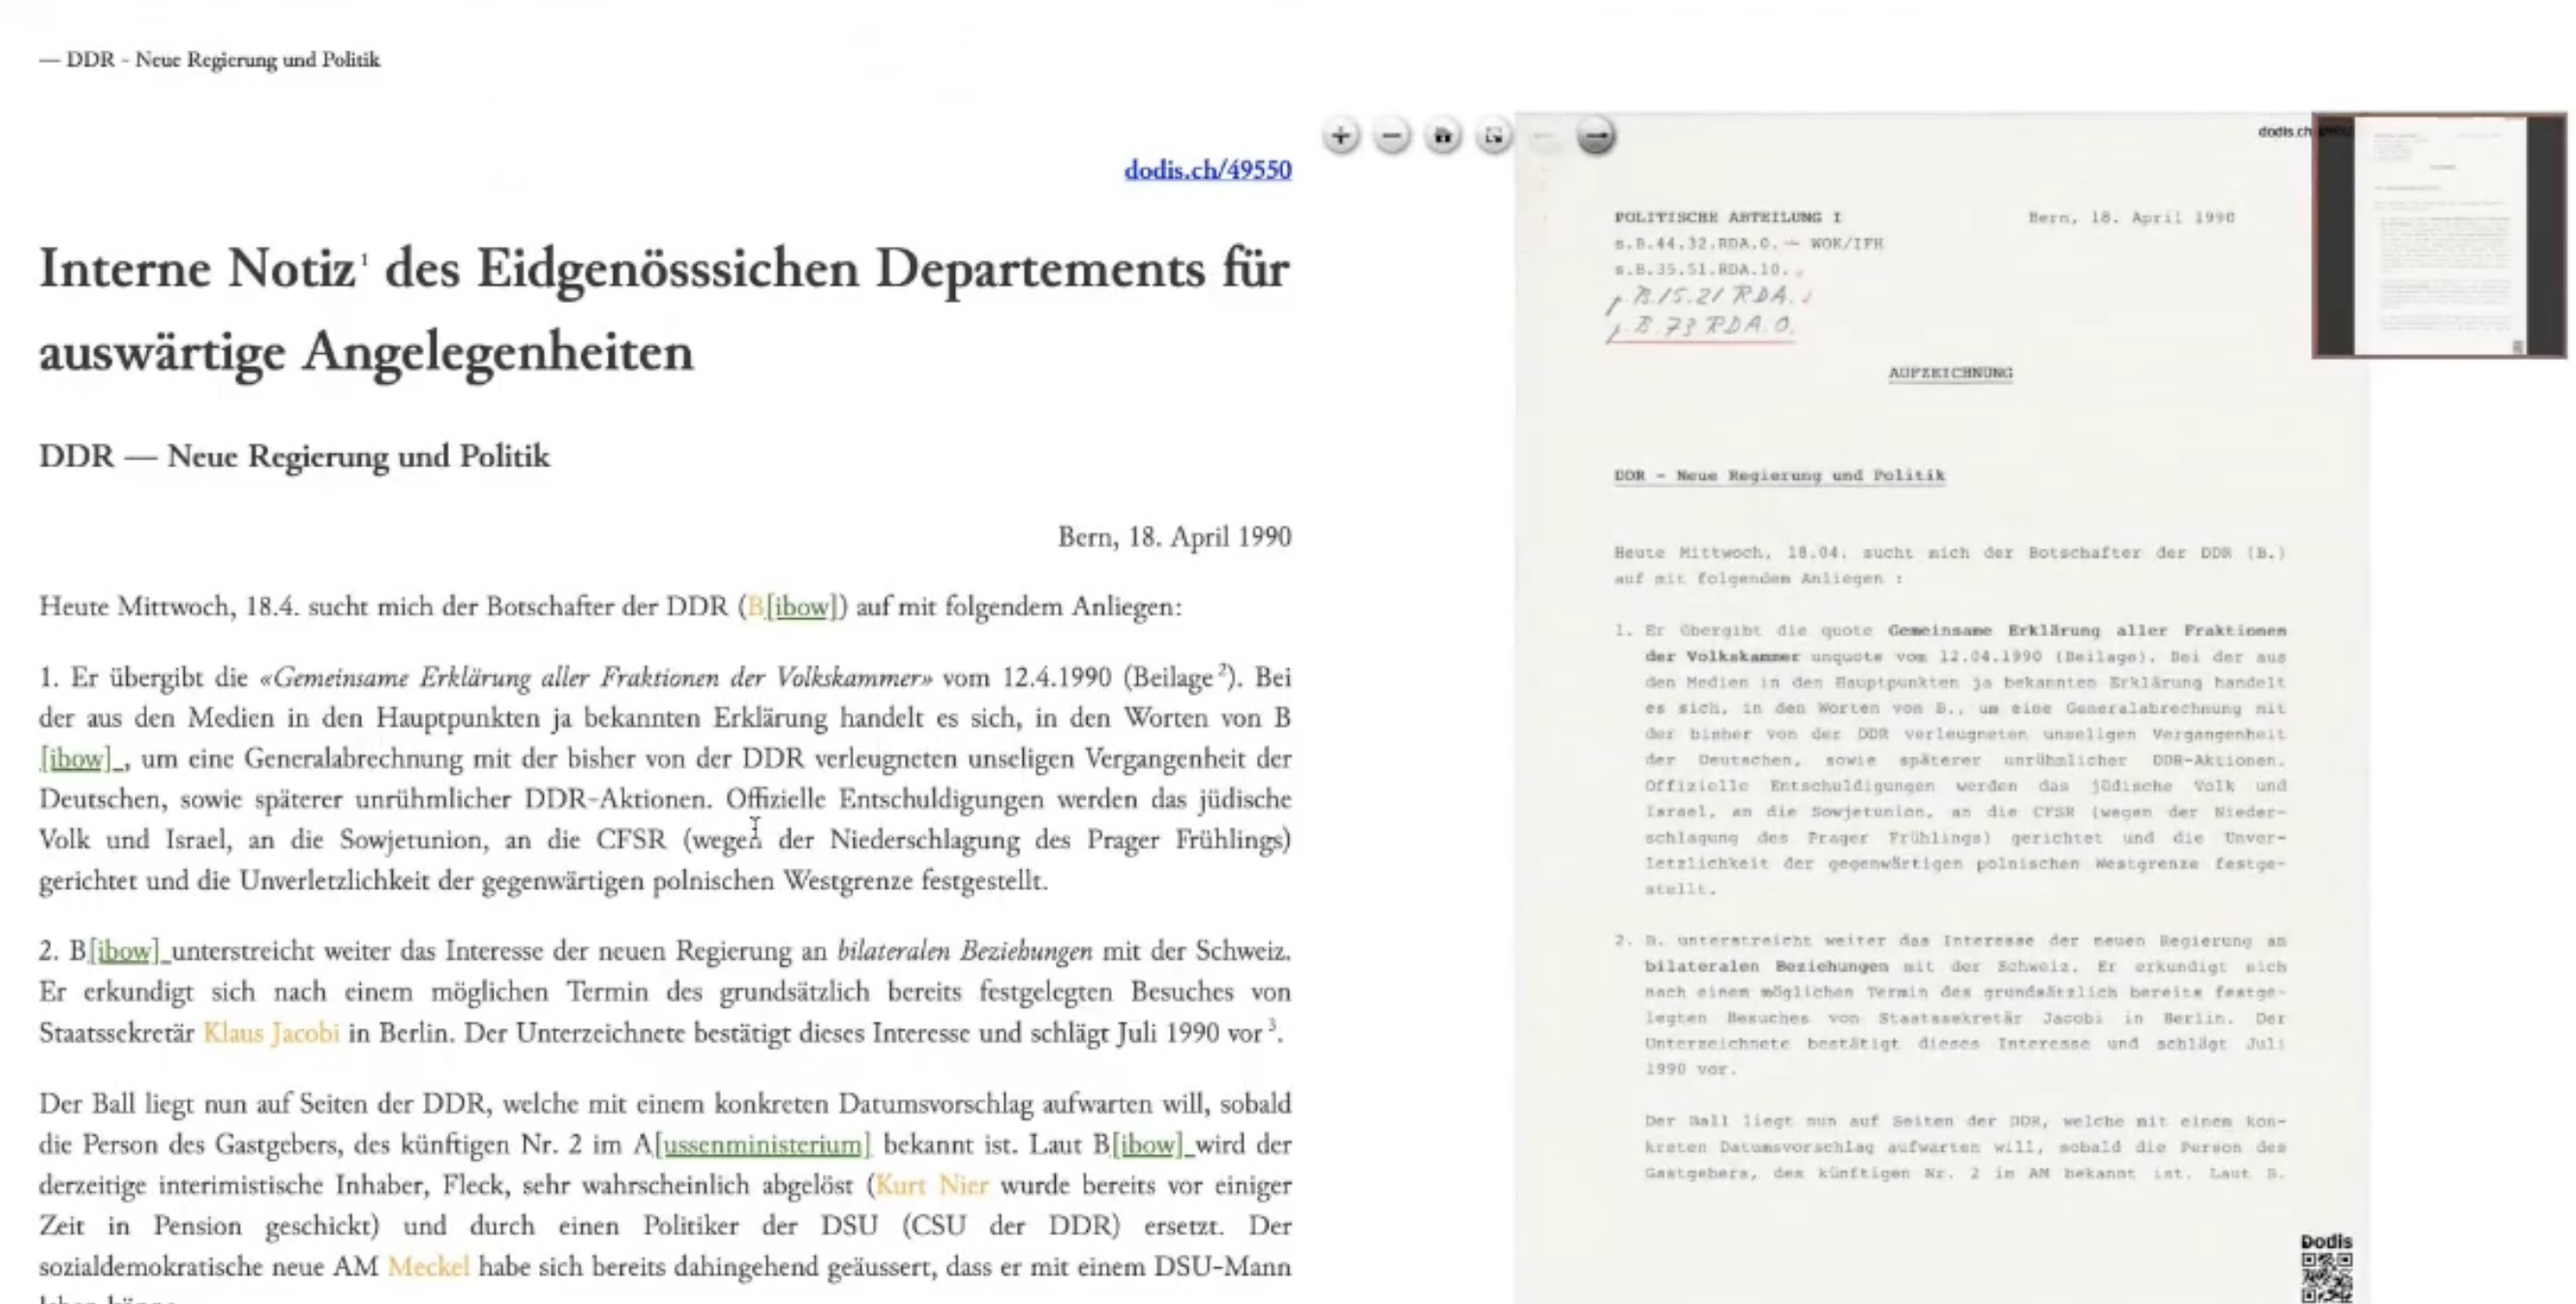 — DDR - Neue Regierung und Politik
dodis.ch/49550
Interne Notiz¹ des Eidgenösssichen Departements für
auswärtige Angelegenheiten
DDR — Neue Regierung und Politik
Bern, 18. April 1990
Heute Mittwoch, 18.4. sucht mich der Botschafter der DDR (B[ibow]) auf mit folgendem Anliegen:
1. Er übergibt die «Gemeinsame Erklärung aller Fraktionen der Volkskammer» vom 12.4.1990 (Beilage²). Bei
der aus den Medien in den Hauptpunkten ja bekannten Erklärung handelt es sich, in den Worten von B
[ibow]_, um eine Generalabrechnung mit der bisher von der DDR verleugneten unseligen Vergangenheit der
Deutschen, sowie späterer unrühmlicher DDR-Aktionen. Offizielle Entschuldigungen werden das jüdische
Volk und Israel, an die Sowjetunion, an die CFSR (wegen der Niederschlagung des Prager Frühlings)
gerichtet und die Unverletzlichkeit der gegenwärtigen polnischen Westgrenze festgestellt.
2. B[ibow]_unterstreicht weiter das Interesse der neuen Regierung an bilateralen Beziehungen mit der Schweiz.
Er erkundigt sich nach einem möglichen Termin des grundsätzlich bereits festgelegten Besuches von
Staatssekretär Klaus Jacobi in Berlin. Der Unterzeichnete bestätigt dieses Interesse und schlägt Juli 1990 vor³.
Der Ball liegt nun auf Seiten der DDR, welche mit einem konkreten Datumsvorschlag aufwarten will, sobald
die Person des Gastgebers, des künftigen Nr. 2 im A[ussenministerium] bekannt ist. Laut B[ibow]_wird der
derzeitige interimistische Inhaber, Fleck, sehr wahrscheinlich abgelöst (Kurt Nier wurde bereits vor einiger
Zeit in Pension geschickt) und durch einen Politiker der DSU (CSU der DDR) ersetzt. Der
sozialdemokratische neue AM Meckel habe sich bereits dahingehend geäussert, dass er mit einem DSU-Mann
dodis.ch
POLITISCHE ABTEILUNG I
Bern, 18. April 1990
s.B.44.32.RDA.0. — WOK/IFH
s.B.35.51.RDA.10.
p.B.15.21 RDA.
p.B.73 RDA.0.
AUFZEICHNUNG
DDR - Neue Regierung und Politik
Heute Mittwoch, 18.04. sucht mich der Botschafter der DDR (B.)
auf mit folgendem Anliegen :
1. Er übergibt die quote Gemeinsame Erklärung aller Fraktionen
der Volkskammer unquote vom 12.04.1990 (Beilage). Bei der aus
den Medien in den Hauptpunkten ja bekannten Erklärung handelt
es sich, in den Worten von B., um eine Generalabrechnung mit
der bisher von der DDR verleugneten unseligen Vergangenheit
der Deutschen, sowie späterer unrühmlicher DDR-Aktionen.
Offizielle Entschuldigungen werden das jüdische Volk und
Israel, an die Sowjetunion, an die CFSR (wegen der Nieder-
schlagung des Prager Frühlings) gerichtet und die Unver-
letzlichkeit der gegenwärtigen polnischen Westgrenze festge-
stellt.
2. B. unterstreicht weiter das Interesse der neuen Regierung an
bilateralen Beziehungen mit der Schweiz. Er erkundigt sich
nach einem möglichen Termin des grundsätzlich bereits festge-
legten Besuches von Staatssekretär Jacobi in Berlin. Der
Unterzeichnete bestätigt dieses Interesse und schlägt Juli
1990 vor.
Der Ball liegt nun auf Seiten der DDR, welche mit einem kon-
kreten Datumsvorschlag aufwarten will, sobald die Person des
Gastgebers, des künftigen Nr. 2 im AM bekannt ist. Laut B.
Dodis